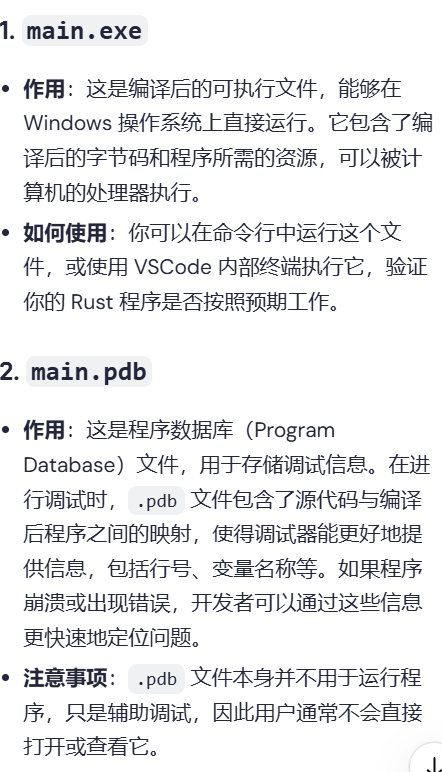 1. main.exe
• 作用：这是编译后的可执行文件，能够在
Windows 操作系统上直接运行。它包含了编
译后的字节码和程序所需的资源，可以被计
算机的处理器执行。
• 如何使用：你可以在命令行中运行这个文
件，或使用 VSCode 内部终端执行它，验证
你的 Rust 程序是否按照预期工作。
2. main.pdb
• 作用：这是程序数据库（Program
Database）文件，用于存储调试信息。在进
行调试时， .pdb 文件包含了源代码与编译
后程序之间的映射，使得调试器能更好地提
供信息，包括行号、变量名称等。如果程序
崩溃或出现错误，开发者可以通过这些信息
更快速地定位问题。
• 注意事项： .pdb 文件本身并不用于运行程
序，只是辅助调试，因此用户通常不会直接
打开或查看它。